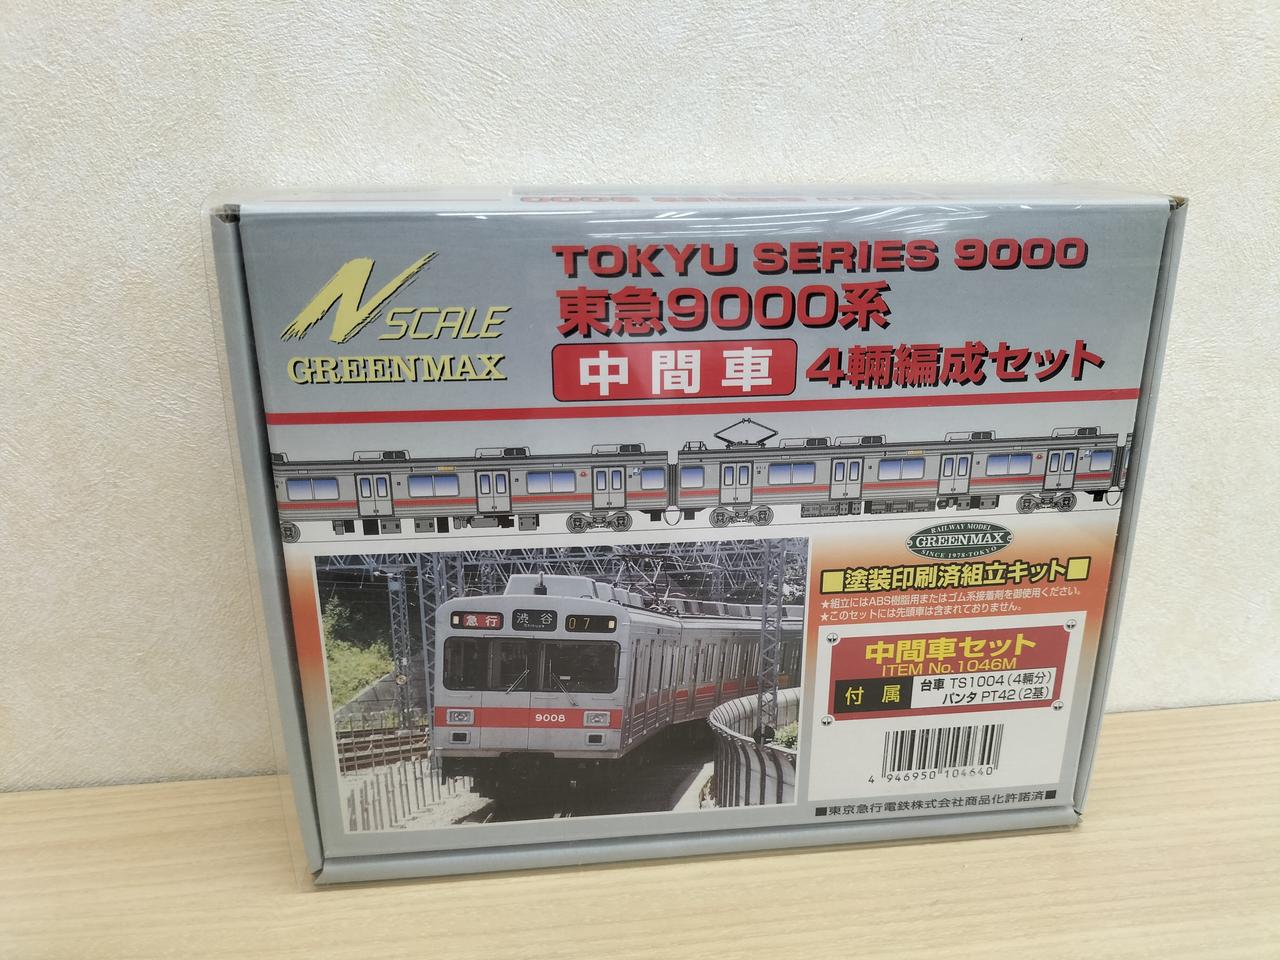 N SCALE
GREENMAX
TOKYU SERIES 9000
東急9000系
中間車 4輛編成セット
RAILWAY MODEL
GREENMAX
SINCE 1978・TOKYO
■塗装印刷済組立キット■
★組立にはABS樹脂用またはゴム系接着剤を御使用ください。
★このセットには先頭車は含まれておりません。
中間車セット
ITEM No.1046M
付属 台車 TS1004(4輛分)
パンタ PT42(2基)
4 946950 104640
■東京急行電鉄株式会社商品化許諾済■
急行 渋谷 07
9008